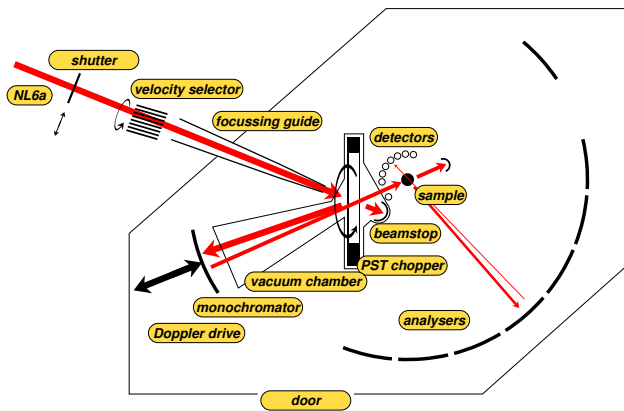 shutter
NL6a
velocity selector
focussing guide
detectors
sample
beamstop
PST chopper
vacuum chamber
monochromator
Doppler drive
analysers
door